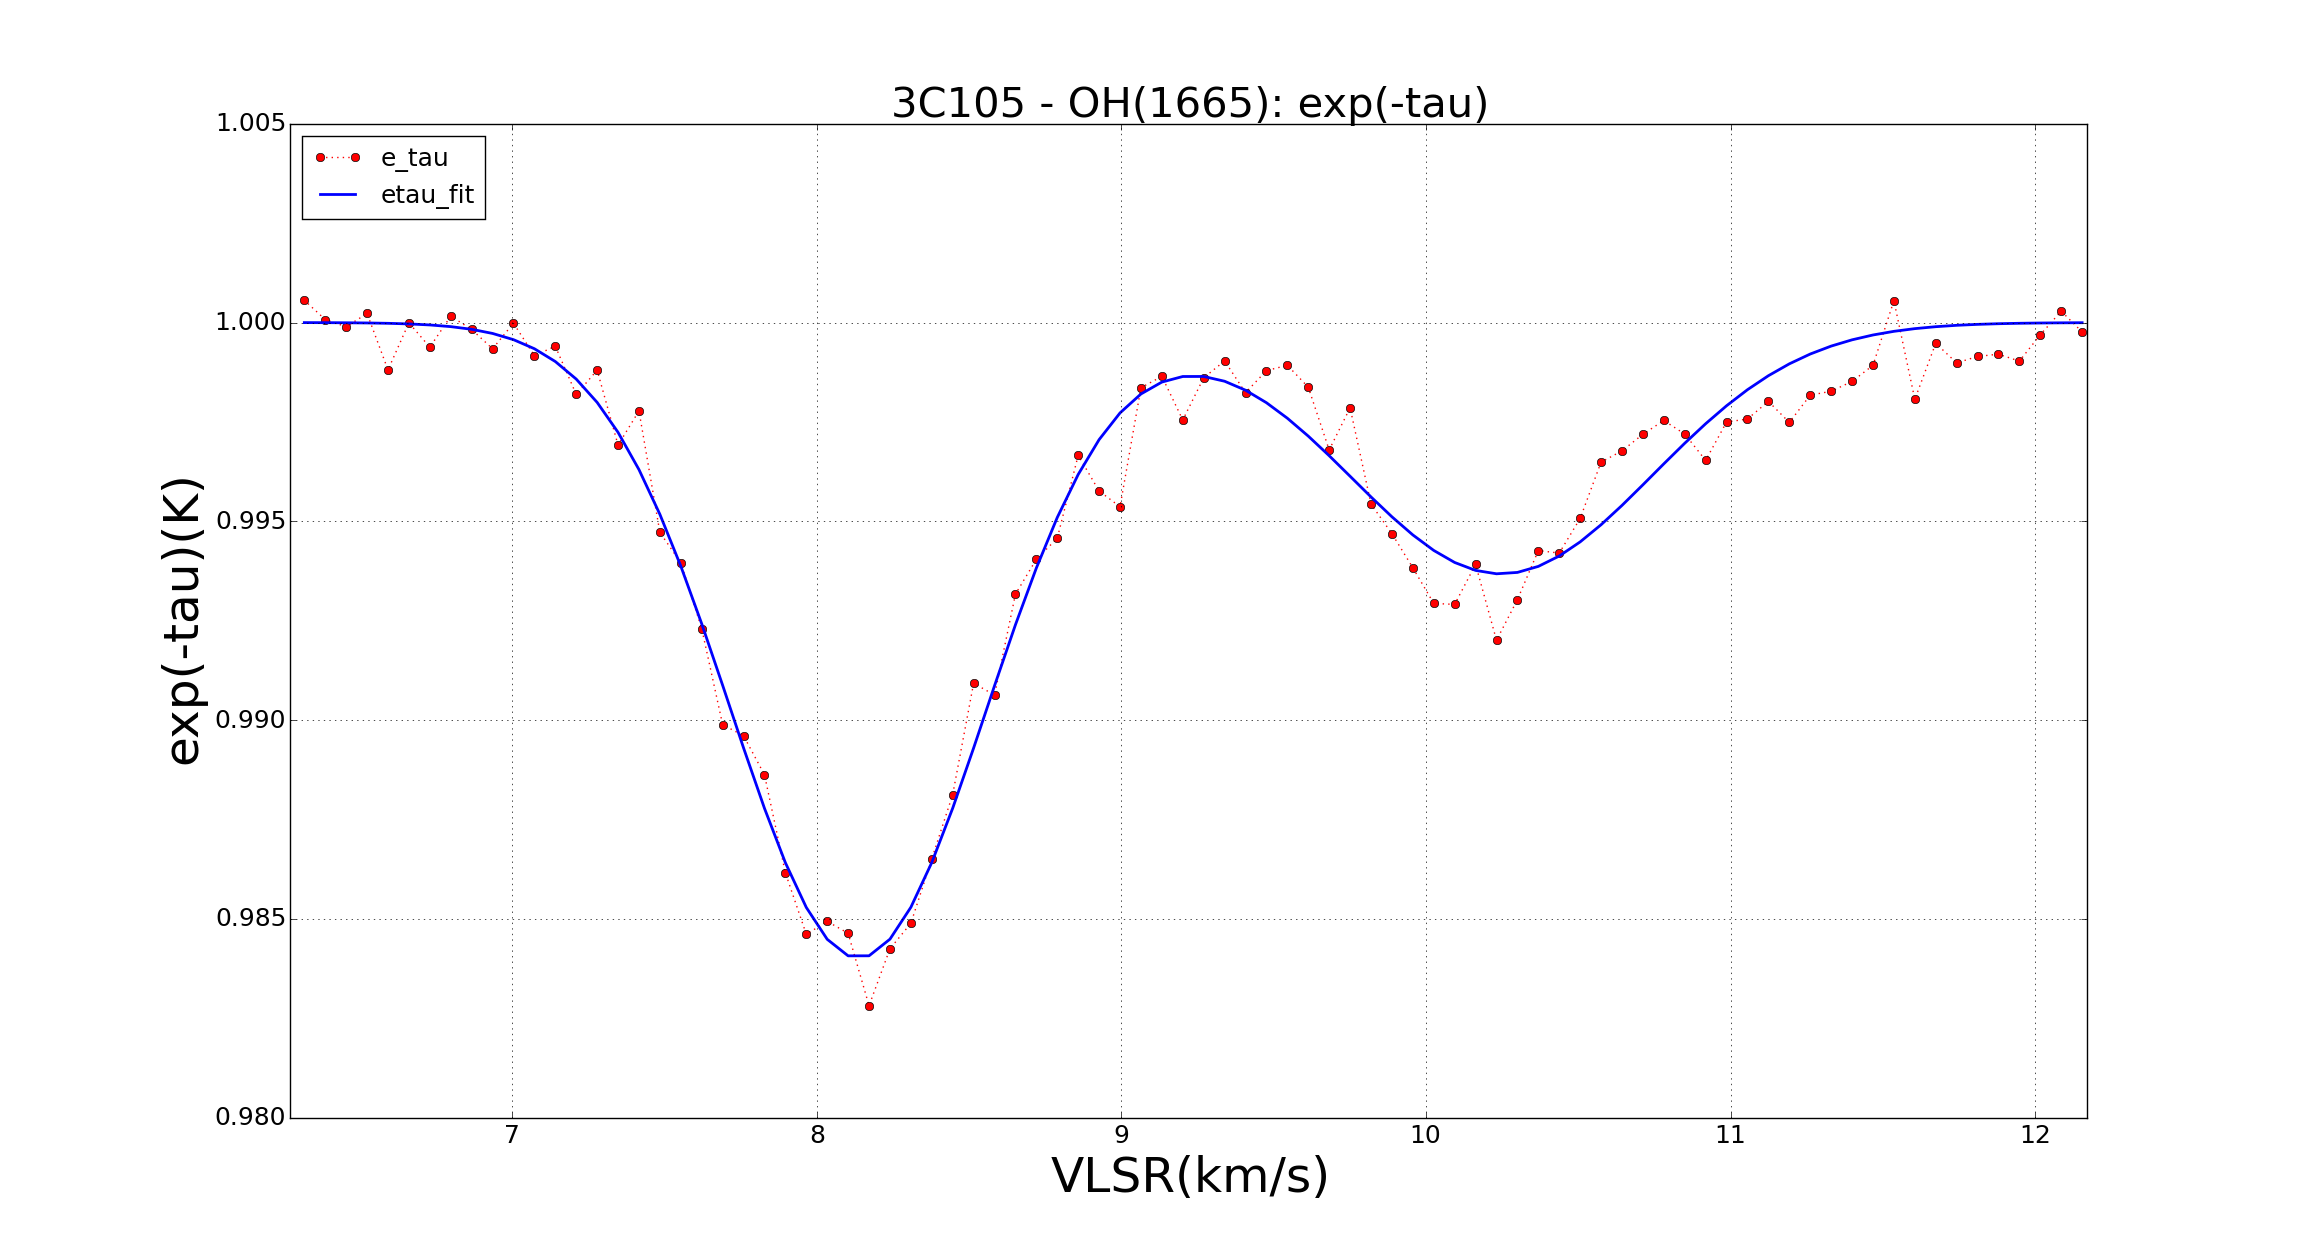 3C105 - OH(1665): exp(-tau)
e_tau
etau_fit
exp(-tau)(K)
1.005
1.000
0.995
0.990
0.985
0.980
7 8 9 10 11 12
VLSR(km/s)